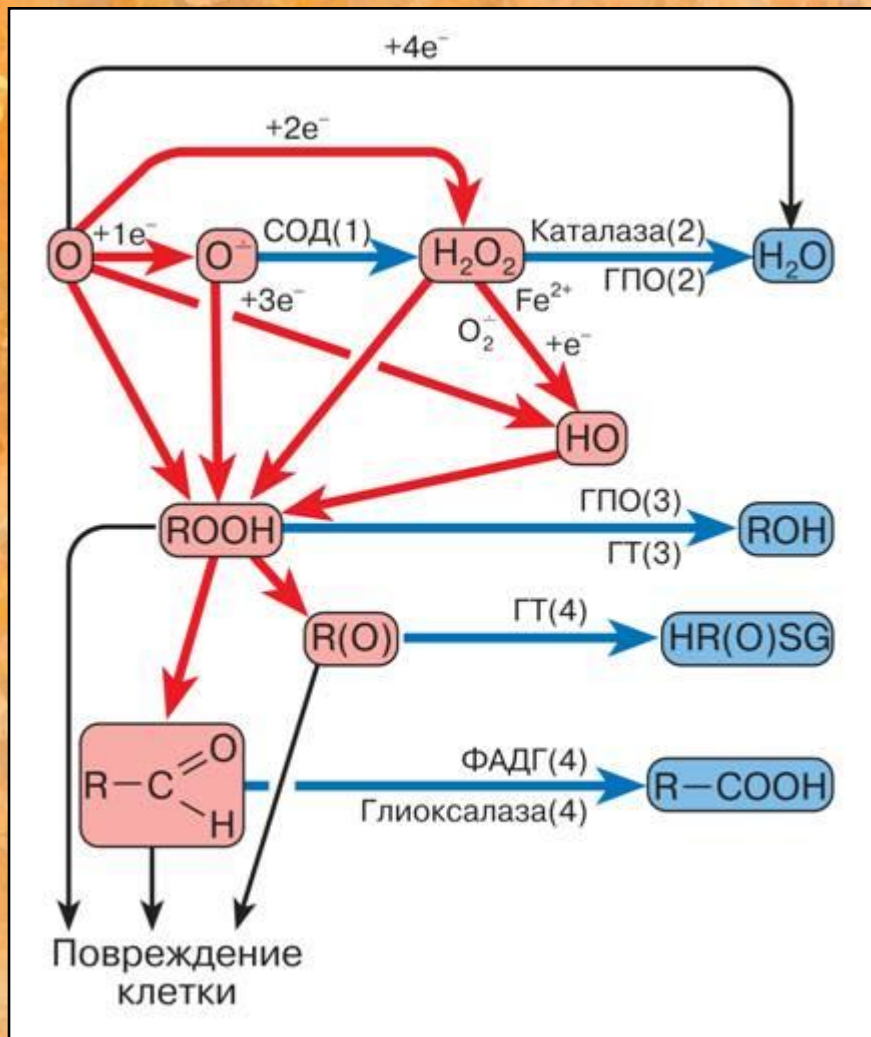 +4e⁻
+2e⁻
O
+1e⁻
O∸
СОД(1)
H₂O₂
Каталаза(2)
ГПО(2)
H₂O
+3e⁻
Fe²⁺
O₂∸
+e⁻
HO
ROOH
ГПО(3)
ГТ(3)
ROH
R(O)
ГТ(4)
HR(O)SG
R–C
O
H
ФАДГ(4)
Глиоксалаза(4)
R–COOH
Повреждение
клетки